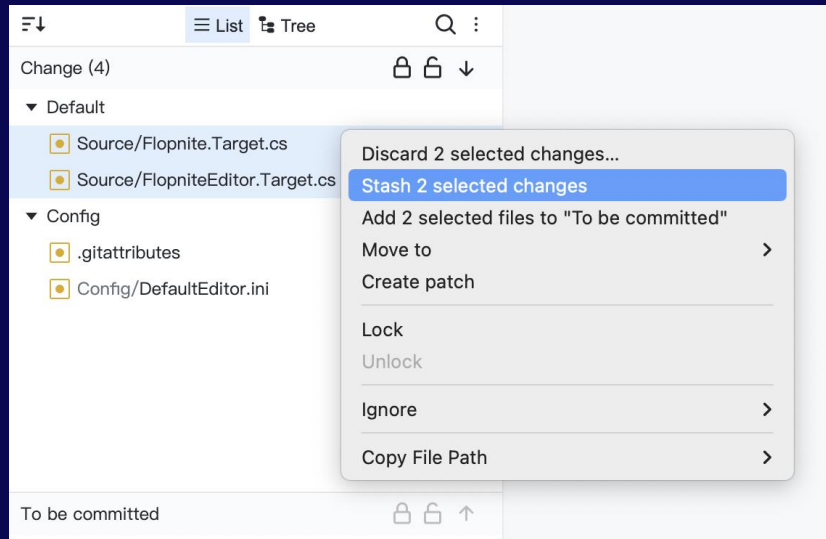 List Tree
Change (4)
Default
Source/Flopnite.Target.cs
Source/FlopniteEditor.Target.cs
Config
.gitattributes
Config/DefaultEditor.ini
Discard 2 selected changes...
Stash 2 selected changes
Add 2 selected files to "To be committed"
Move to
Create patch
Lock
Unlock
Ignore
Copy File Path
To be committed